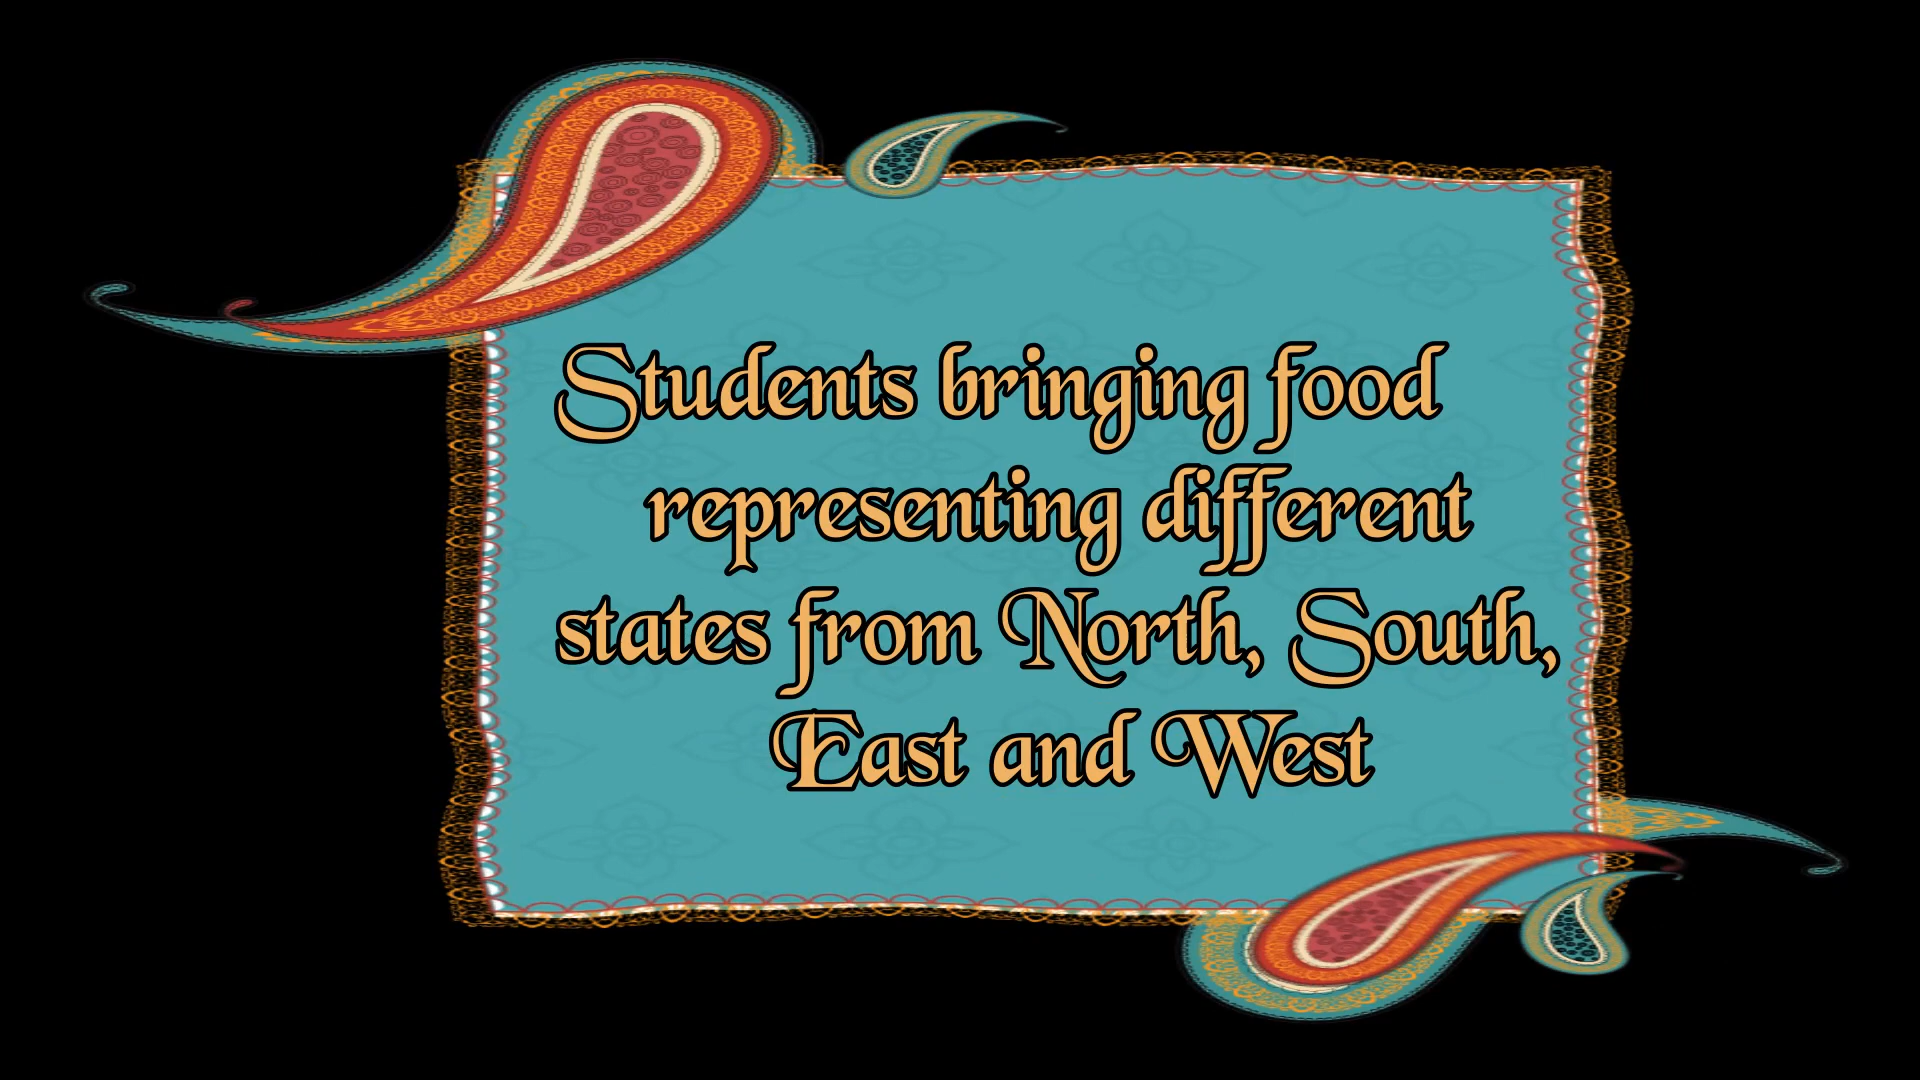 Students bringing food
representing different
states from North, South,
East and West